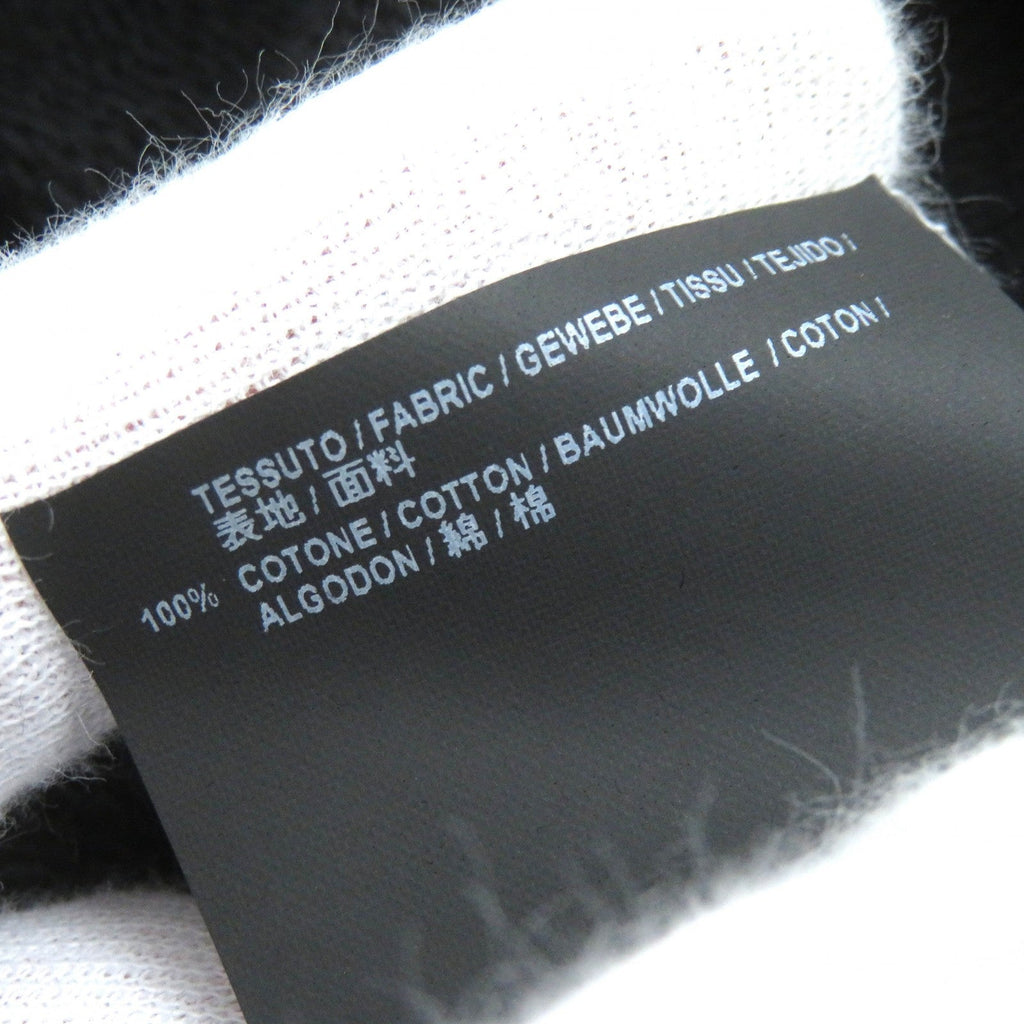 TESSUTO / FABRIC / GEWEBE / TISSU / TEJIDO /
表地 / 面料
100% COTONE / COTTON / BAUMWOLLE / COTON /
ALGODON / 綿 / 棉